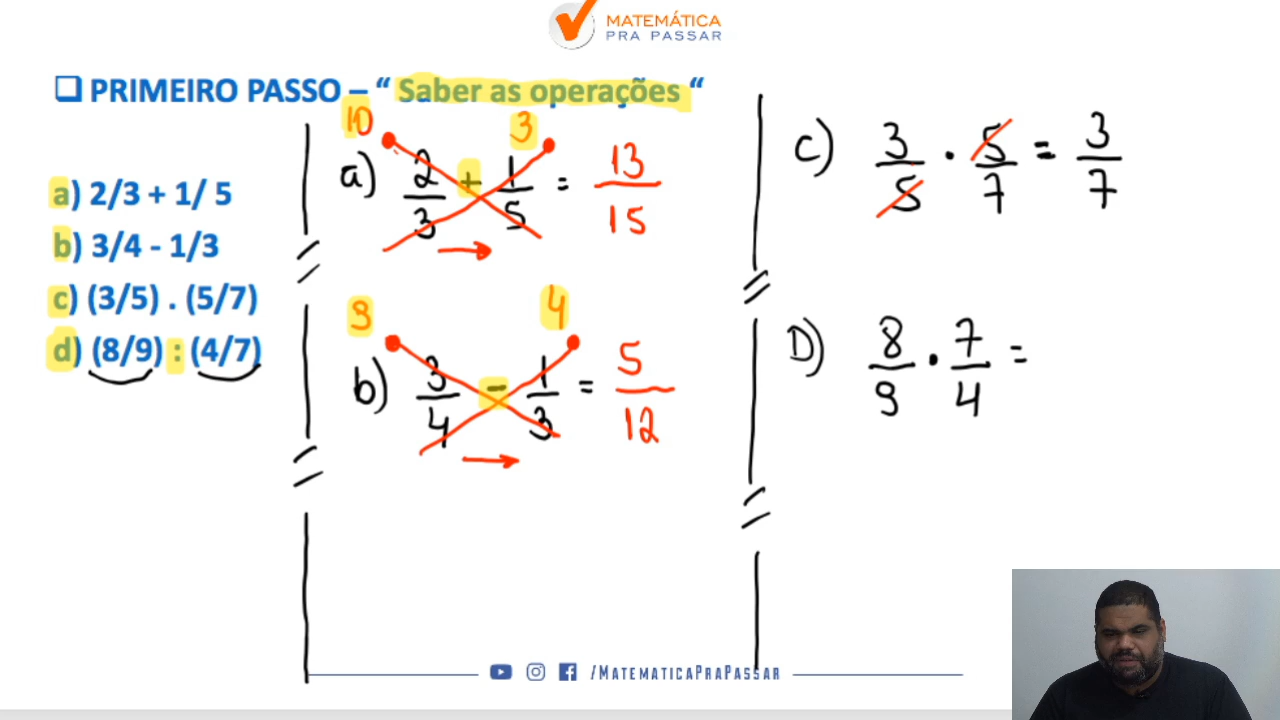 MATEMÁTICA
PRA PASSAR
PRIMEIRO PASSO – “ Saber as operações “
a) 2/3 + 1/ 5
b) 3/4 - 1/3
c) (3/5) . (5/7)
d) (8/9) : (4/7)
10 3
a) 2/3 + 1/5 = 13/15
9 4
b) 3/4 - 1/3 = 5/12
C) 3/5 . 5/7 = 3/7
D) 8/9 . 7/4 =
/MATEMATICAPRAPASSAR